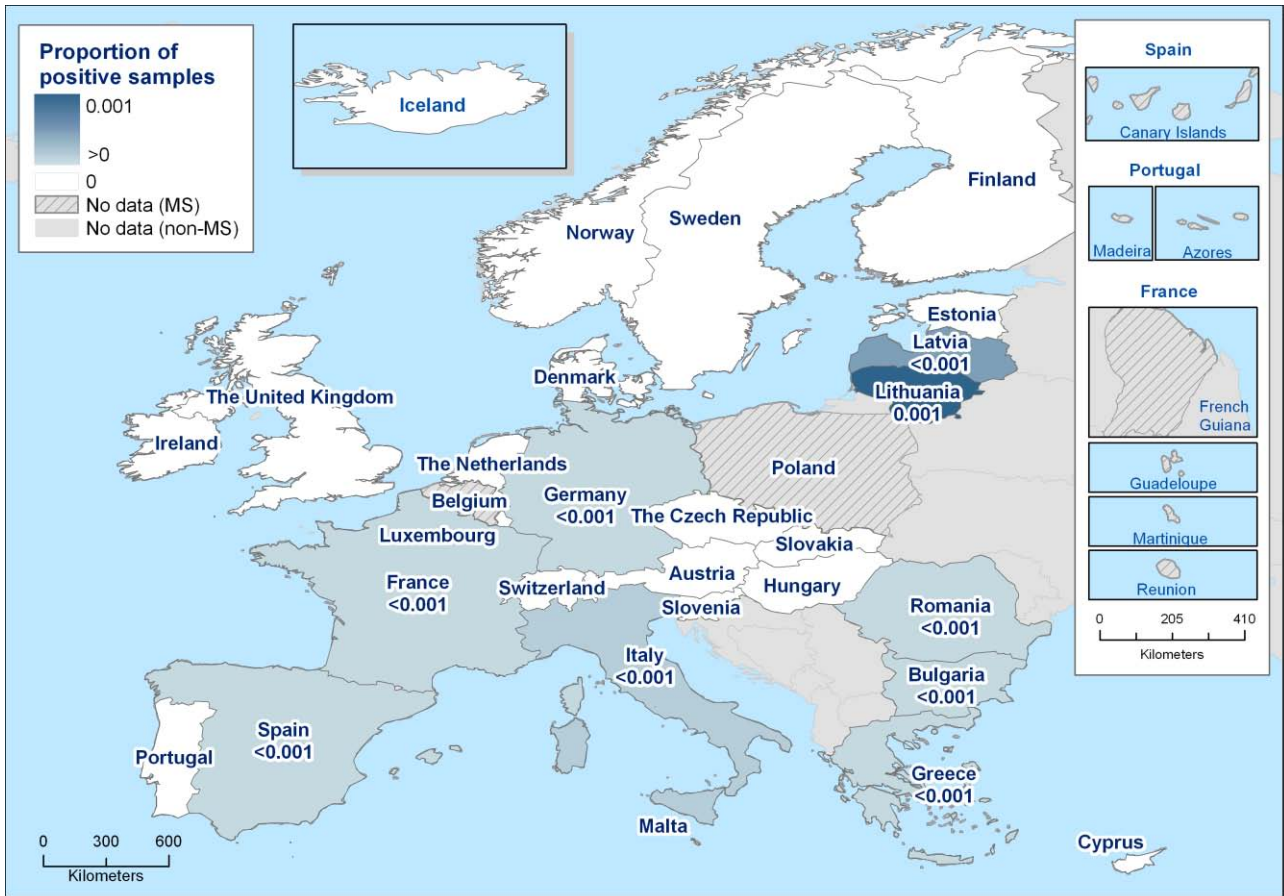 Proportion of
positive samples
0.001
>0
0
No data (MS)
No data (non-MS)
Iceland
Spain
Canary Islands
Portugal
Madeira
Azores
France
French
Guiana
Guadeloupe
Martinique
Reunion
0 205 410
Kilometers
Finland
Norway
Sweden
Estonia
Latvia
<0.001
Lithuania
0.001
Denmark
The United Kingdom
Ireland
The Netherlands
Belgium
Germany
<0.001
Poland
The Czech Republic
Luxembourg
Slovakia
France
<0.001
Switzerland
Austria
Hungary
Slovenia
Romania
<0.001
Italy
<0.001
Bulgaria
<0.001
Spain
<0.001
Portugal
Greece
<0.001
Malta
Cyprus
0 300 600
Kilometers